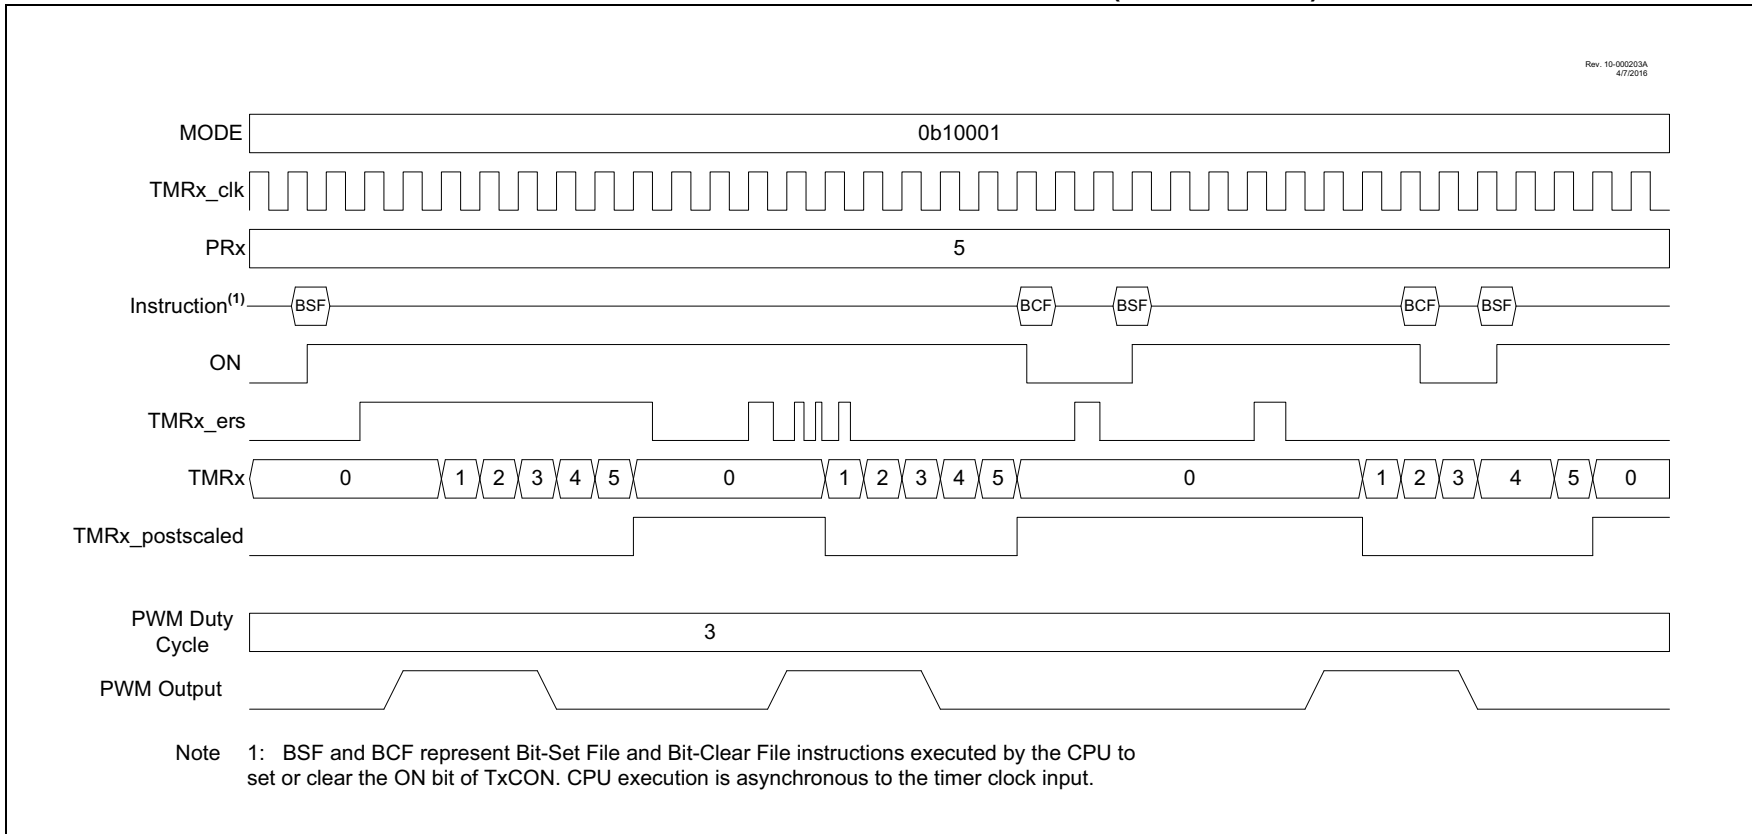 Rev. 10-000203A
4/7/2016
MODE 0b10001
TMRx_clk
PRx 5
Instruction(1) BSF BCF BSF BCF BSF
ON
TMRx_ers
TMRx 0 1 2 3 4 5 0 1 2 3 4 5 0 1 2 3 4 5 0
TMRx_postscaled
PWM Duty
Cycle 3
PWM Output
Note 1: BSF and BCF represent Bit-Set File and Bit-Clear File instructions executed by the CPU to
set or clear the ON bit of TxCON. CPU execution is asynchronous to the timer clock input.